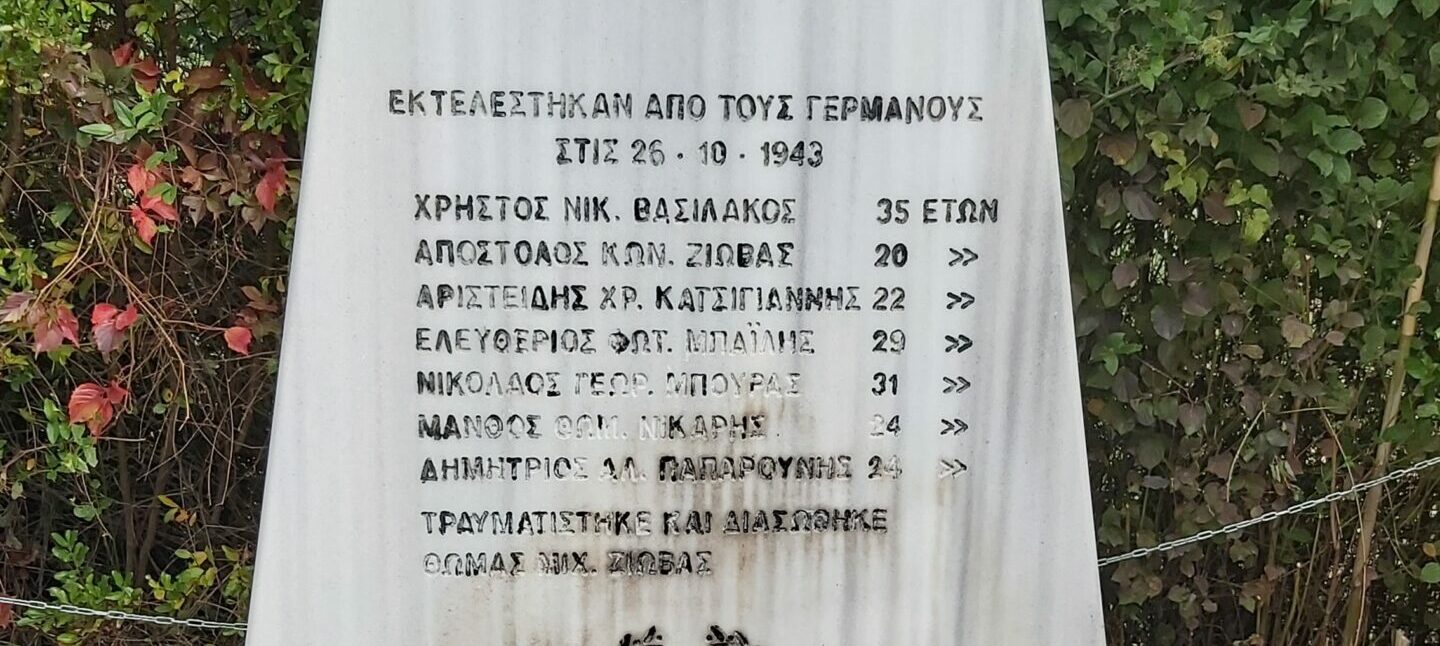 ΕΚΤΕΛΕΣΤΗΚΑΝ ΑΠΟ ΤΟΥΣ ΓΕΡΜΑΝΟΥΣ
ΣΤΙΣ 26 · 10 · 1943
ΧΡΗΣΤΟΣ ΝΙΚ. ΒΑΣΙΛΑΚΟΣ 35 ΕΤΩΝ
ΑΠΟΣΤΟΛΟΣ ΚΩΝ. ΖΙΩΒΑΣ 20 »
ΑΡΙΣΤΕΙΔΗΣ ΧΡ. ΚΑΤΣΙΓΙΑΝΝΗΣ 22 »
ΕΛΕΥΘΕΡΙΟΣ ΦΩΤ. ΜΠΑΪΛΗΣ 29 »
ΝΙΚΟΛΑΟΣ ΓΕΩΡ. ΜΠΟΥΡΑΣ 31 »
ΜΑΝΘΟΣ ΘΩΜ. ΝΙΚΑΡΗΣ 24 »
ΔΗΜΗΤΡΙΟΣ ΑΛ. ΠΑΠΑΡΟΥΝΗΣ 24 »
ΤΡΑΥΜΑΤΙΣΤΗΚΕ ΚΑΙ ΔΙΑΣΩΘΗΚΕ
ΘΩΜΑΣ ΜΙΧ. ΖΙΩΒΑΣ